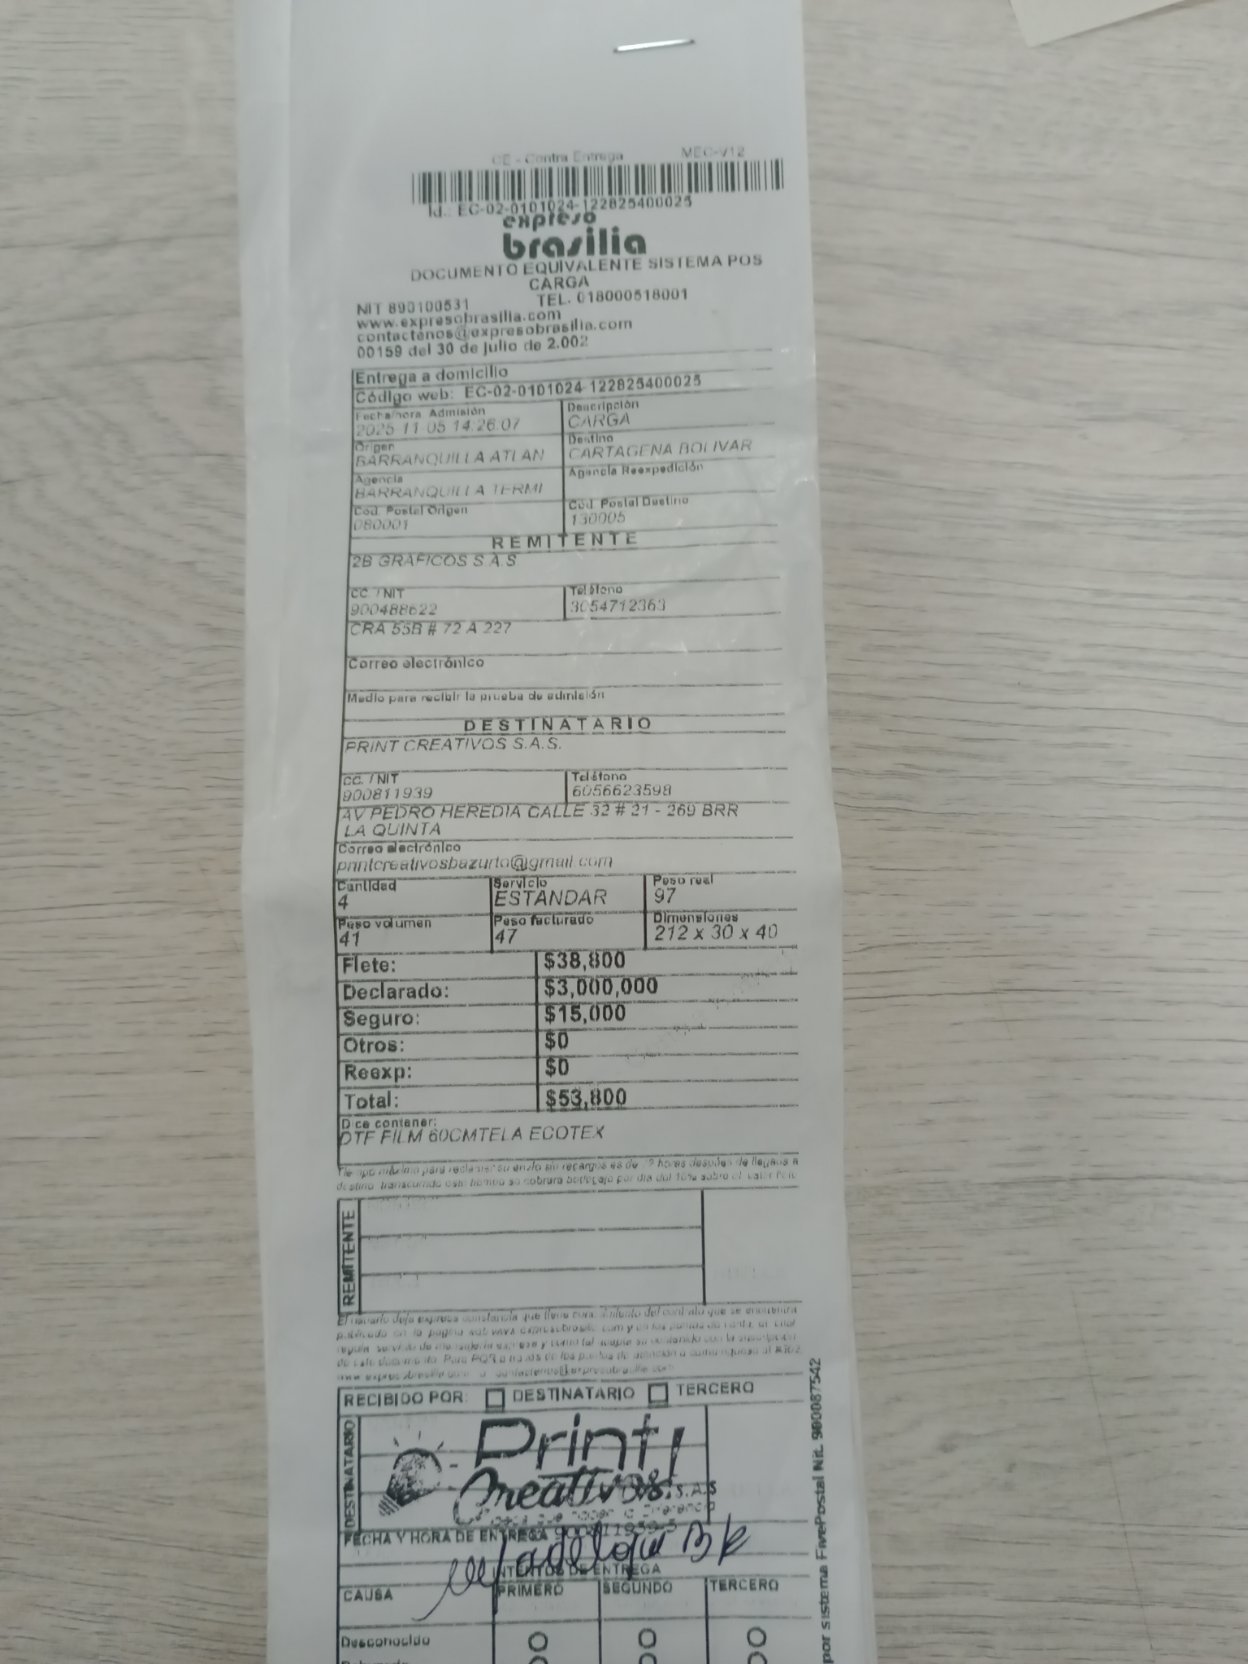 CE - Contra Entrega MEC-V12
Id.: EC-02-0101024-122825400025
expreso
brasilia
DOCUMENTO EQUIVALENTE SISTEMA POS
CARGA
NIT 890100531 TEL. 018000518001
www.expresobrasilia.com
contactenos@expresobrasilia.com
00159 del 30 de julio de 2.002
Entrega a domicilio
Código web: EC-02-0101024-122825400025
Fecha/hora Admisión Descripción
2025-11-05 14:26:07 CARGA
Origen Destino
BARRANQUILLA ATLAN CARTAGENA BOLIVAR
Agencia Agencia Reexpedición
BARRANQUILLA TERMI
Cod. Postal Origen Cod. Postal Destino
080001 130005
REMITENTE
2B GRAFICOS S.A.S
CC. / NIT Teléfono
900488622 3054712363
CRA 55B # 72 A 227
Correo electrónico
Medio para recibir la prueba de admisión
DESTINATARIO
PRINT CREATIVOS S.A.S.
CC. / NIT Teléfono
900811939 6056623598
AV PEDRO HEREDIA CALLE 32 # 21 - 269 BRR
LA QUINTA
Correo electrónico
printcreativosbazurto@gmail.com
Cantidad Servicio Peso real
4 ESTANDAR 97
Peso volumen Peso facturado Dimensiones
41 47 212 x 30 x 40
Flete: $38,800
Declarado: $3,000,000
Seguro: $15,000
Otros: $0
Reexp: $0
Total: $53,800
Dice contener:
DTF FILM 60CMTELA ECOTEX
REMITENTE
RECIBIDO POR: DESTINATARIO TERCERO
DESTINATARIO
Print
Creativos S.A.S
FECHA Y HORA DE ENTREGA
INTENTOS DE ENTREGA
CAUSA PRIMERO SEGUNDO TERCERO
Desconocido
por sistema FivePostal Nit. 900087542